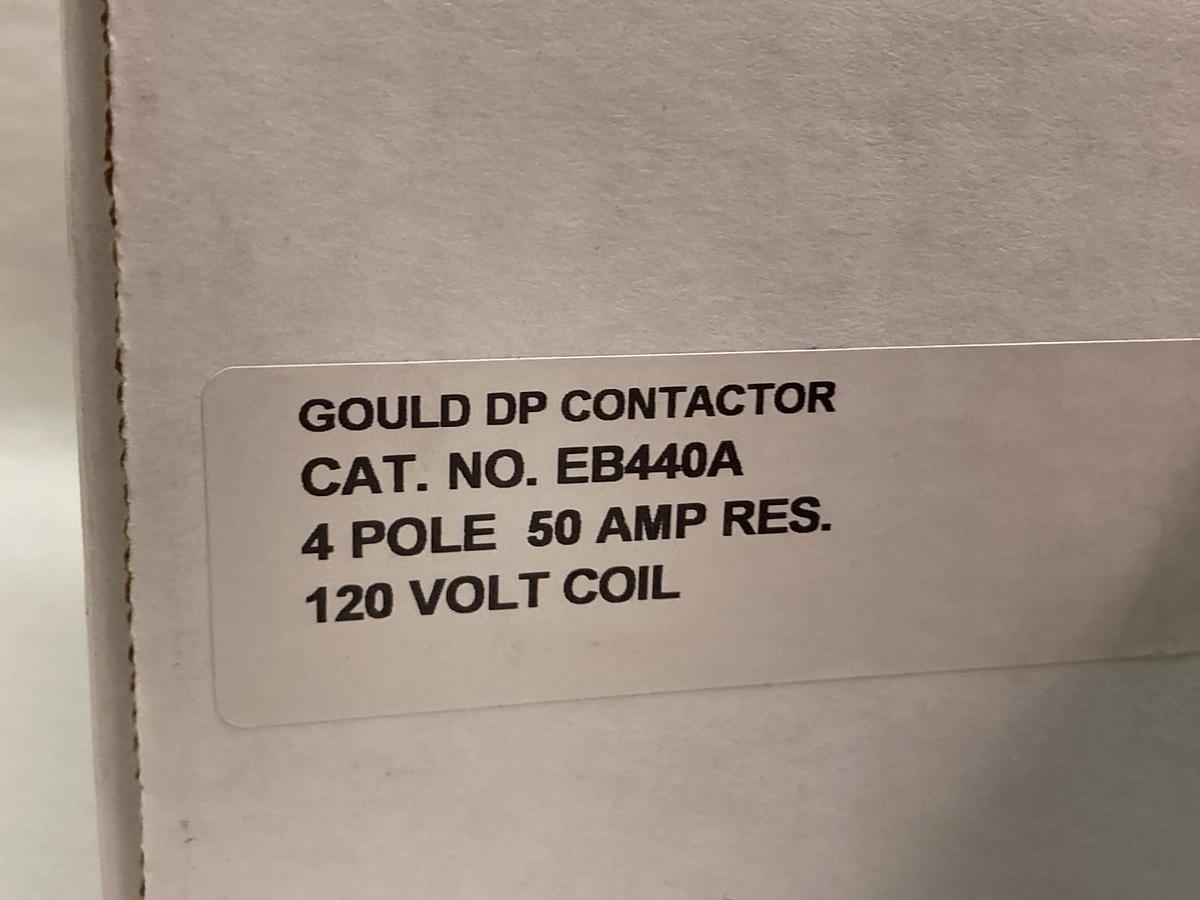 GOULD DP CONTACTOR
CAT. NO. EB440A
4 POLE 50 AMP RES.
120 VOLT COIL